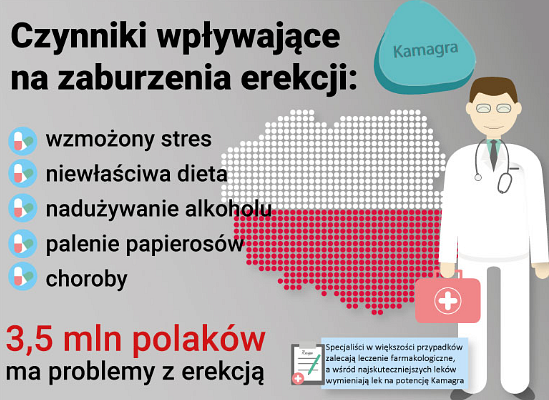 Czynniki wpływające
na zaburzenia erekcji:
Kamagra
wzmożony stres
niewłaściwa dieta
nadużywanie alkoholu
palenie papierosów
choroby
3,5 mln polaków
ma problemy z erekcją
Specjaliści w większości przypadków
zalecają leczenie farmakologiczne,
a wśród najskuteczniejszych leków
wymieniają lek na potencję Kamagra